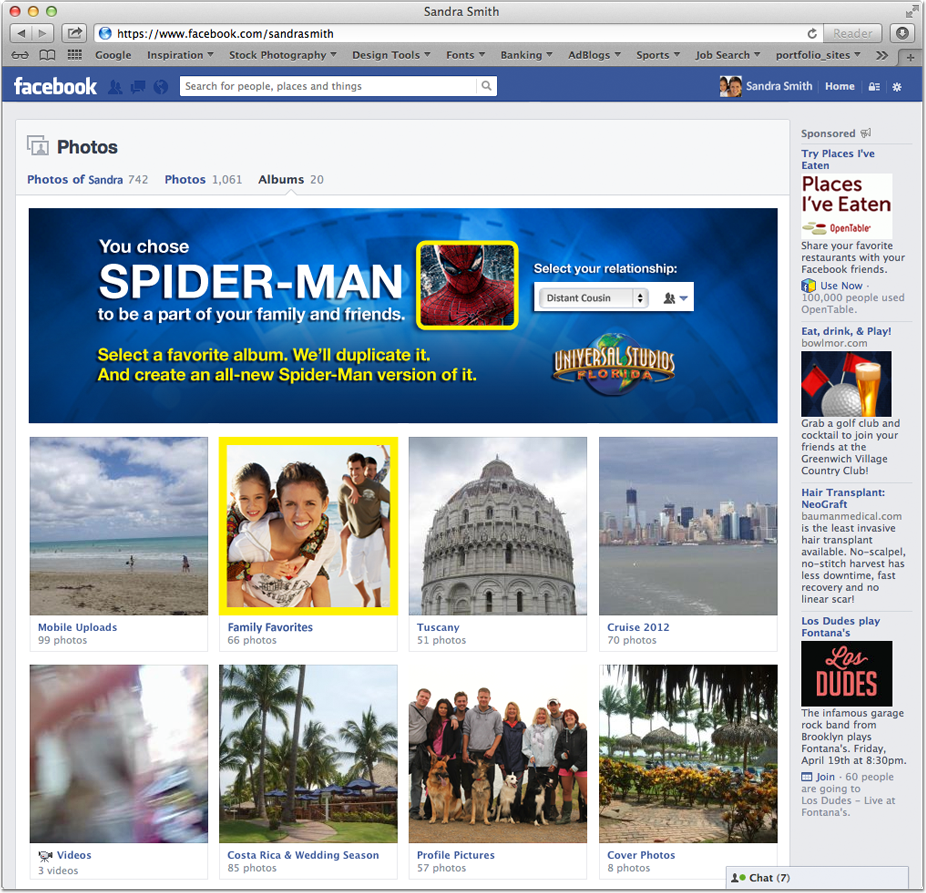 Sandra Smith
https://www.facebook.com/sandrasmith
Reader
Google Inspiration Stock Photography Design Tools Fonts Banking AdBlogs Sports Job Search portfolio_sites
facebook
Search for people, places and things
Sandra Smith Home
Photos
Photos of Sandra 742 Photos 1,061 Albums 20
You chose
SPIDER-MAN
to be a part of your family and friends.
Select a favorite album. We'll duplicate it.
And create an all-new Spider-Man version of it.
Select your relationship:
Distant Cousin
UNIVERSAL STUDIOS
FLORIDA
Mobile Uploads
99 photos
Family Favorites
66 photos
Tuscany
51 photos
Cruise 2012
70 photos
Videos
3 videos
Costa Rica & Wedding Season
85 photos
Profile Pictures
57 photos
Cover Photos
8 photos
Sponsored
Try Places I've
Eaten
Places
I've Eaten
OpenTable
Share your favorite
restaurants with your
Facebook friends.
Use Now ·
100,000 people used
OpenTable.
Eat, drink, & Play!
bowlmor.com
Grab a golf club and
cocktail to join your
friends at the
Greenwich Village
Country Club!
Hair Transplant:
NeoGraft
baumanmedical.com
is the least invasive
hair transplant
available. No-scalpel,
no-stitch harvest has
less downtime, fast
recovery and no
linear scar!
Los Dudes play
Fontana's
Los
DUDES
The infamous garage
rock band from
Brooklyn plays
Fontana's. Friday,
April 19th at 8:30pm.
Join · 60 people
are going to
Los Dudes – Live at
Fontana's.
Chat (7)